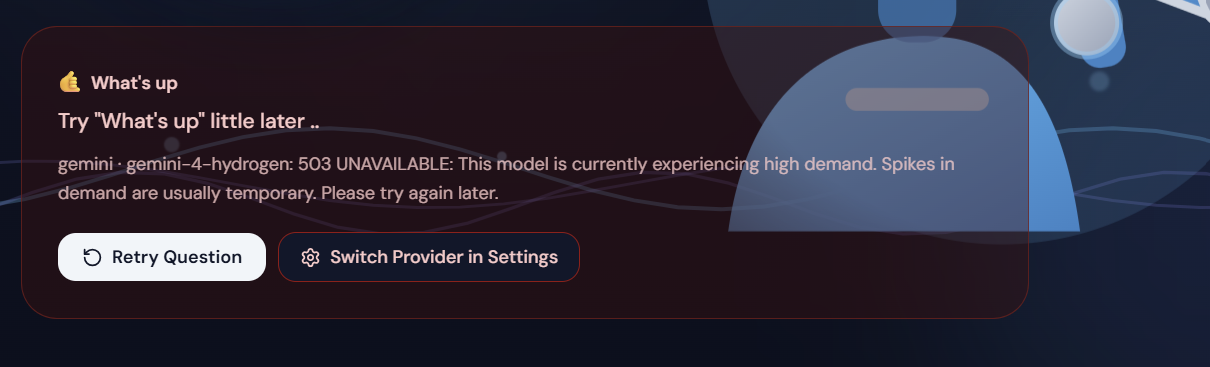 What's up
Try "What's up" little later ..
gemini · gemini-4-hydrogen: 503 UNAVAILABLE: This model is currently experiencing high demand. Spikes in
demand are usually temporary. Please try again later.
Retry Question
Switch Provider in Settings